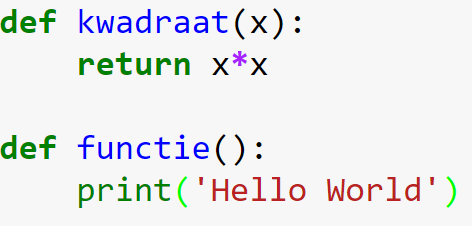 def kwadraat(x):
    return x*x

def functie():
    print('Hello World')